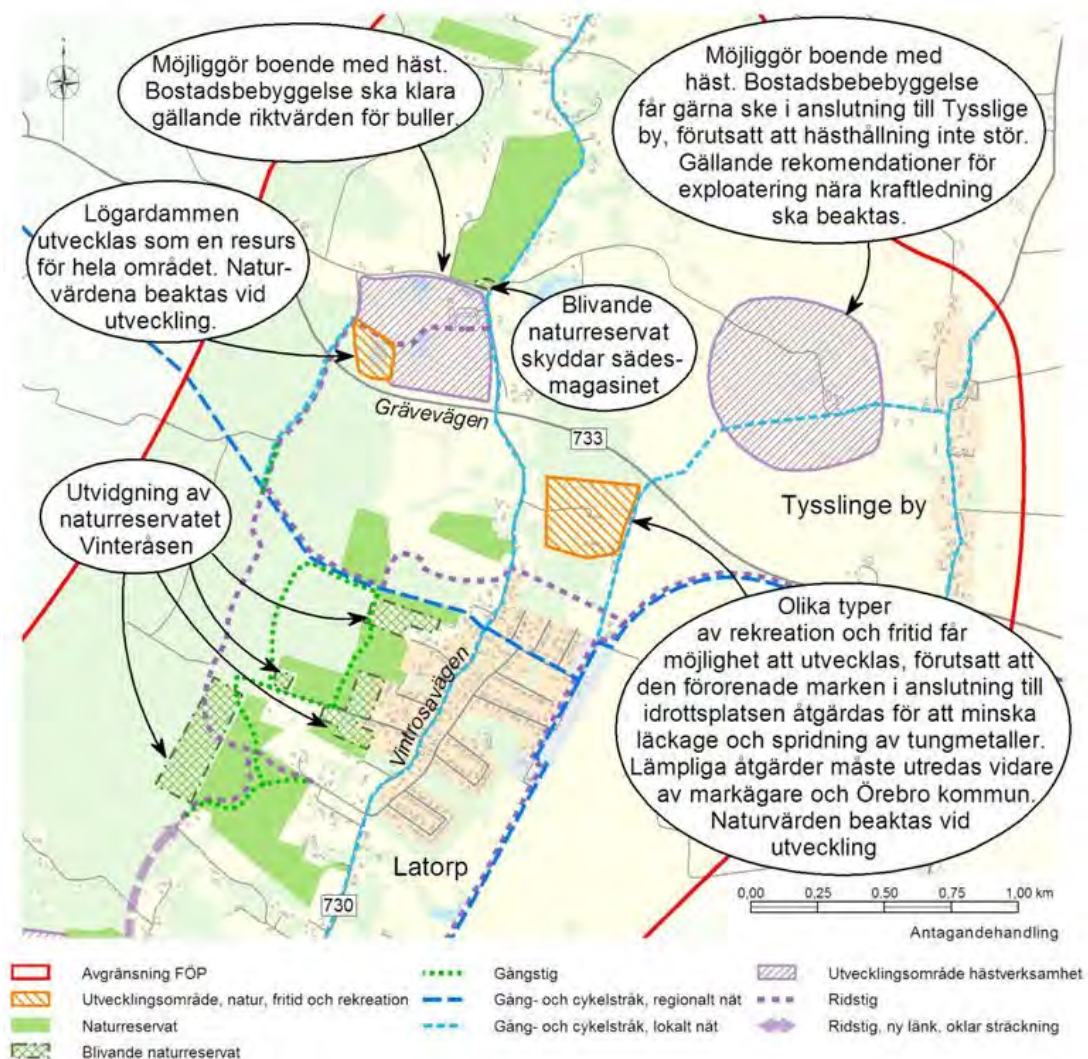 Möjliggör boende med häst.
Bostadsbebyggelse ska klara
gällande riktvärden för buller.
Möjliggör boende med
häst. Bostadsbebebyggelse
får gärna ske i anslutning till Tysslige
by, förutsatt att hästhållning inte stör.
Gällande rekomendationer för
exploatering nära kraftledning
ska beaktas.
Lögardammen
utvecklas som en resurs
för hela området. Natur-
värdena beaktas vid
utveckling.
Blivande
naturreservat
skyddar sädes-
magasinet
Grävevägen
733
Utvidgning av
naturreservatet
Vinteråsen
Tysslinge by
Olika typer
av rekreation och fritid får
möjlighet att utvecklas, förutsatt att
den förorenade marken i anslutning till
idrottsplatsen åtgärdas för att minska
läckage och spridning av tungmetaller.
Lämpliga åtgärder måste utredas vidare
av markägare och Örebro kommun.
Naturvärden beaktas vid
utveckling
Vintrosavägen
Latorp
730
0,00 0,25 0,50 0,75 1,00 km
Antagandehandling
Avgränsning FÖP
Utvecklingsområde, natur, fritid och rekreation
Naturreservat
Blivande naturreservat
Gångstig
Gång- och cykelstråk, regionalt nät
Gång- och cykelstråk, lokalt nät
Utvecklingsområde hästverksamhet
Ridstig
Ridstig, ny länk, oklar sträckning